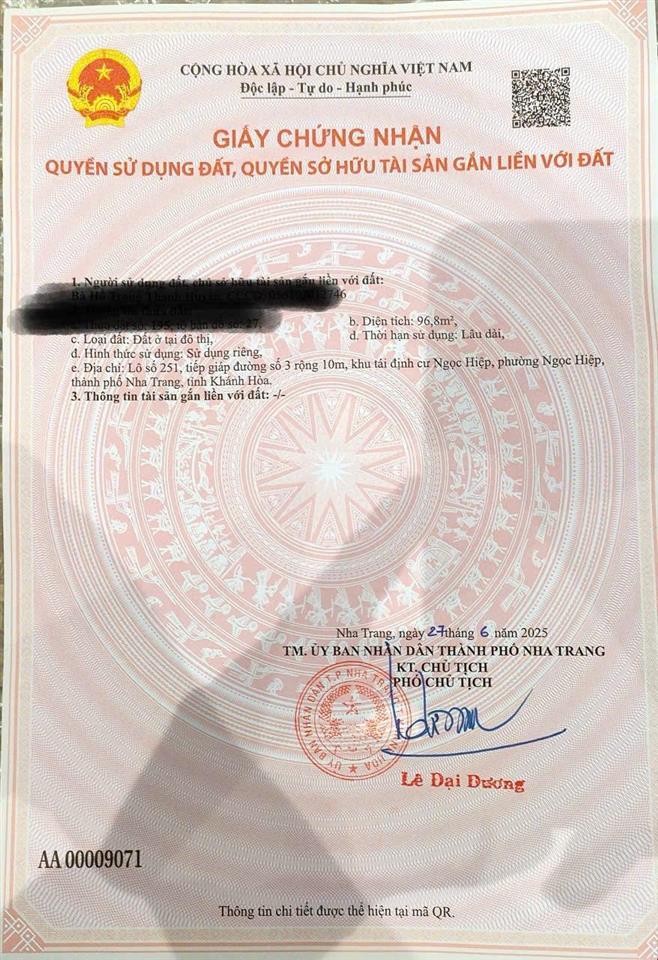 CỘNG HÒA XÃ HỘI CHỦ NGHĨA VIỆT NAM
Độc lập - Tự do - Hạnh phúc
GIẤY CHỨNG NHẬN
QUYỀN SỬ DỤNG ĐẤT, QUYỀN SỞ HỮU TÀI SẢN GẮN LIỀN VỚI ĐẤT
1. Người sử dụng đất, chủ sở hữu tài sản gắn liền với đất:
b. Diện tích: 96,8m²,
c. Loại đất: Đất ở tại đô thị, d. Thời hạn sử dụng: Lâu dài,
đ. Hình thức sử dụng: Sử dụng riêng,
e. Địa chỉ: Lô số 251, tiếp giáp đường số 3 rộng 10m, khu tái định cư Ngọc Hiệp, phường Ngọc Hiệp,
thành phố Nha Trang, tỉnh Khánh Hòa.
3. Thông tin tài sản gắn liền với đất: -/-
Nha Trang, ngày 27 tháng 6 năm 2025
TM. ỦY BAN NHÂN DÂN THÀNH PHỐ NHA TRANG
KT. CHỦ TỊCH
PHÓ CHỦ TỊCH
ỦY BAN NHÂN DÂN T.P NHA TRANG
Lê Đại Dương
AA 00009071
Thông tin chi tiết được thể hiện tại mã QR.